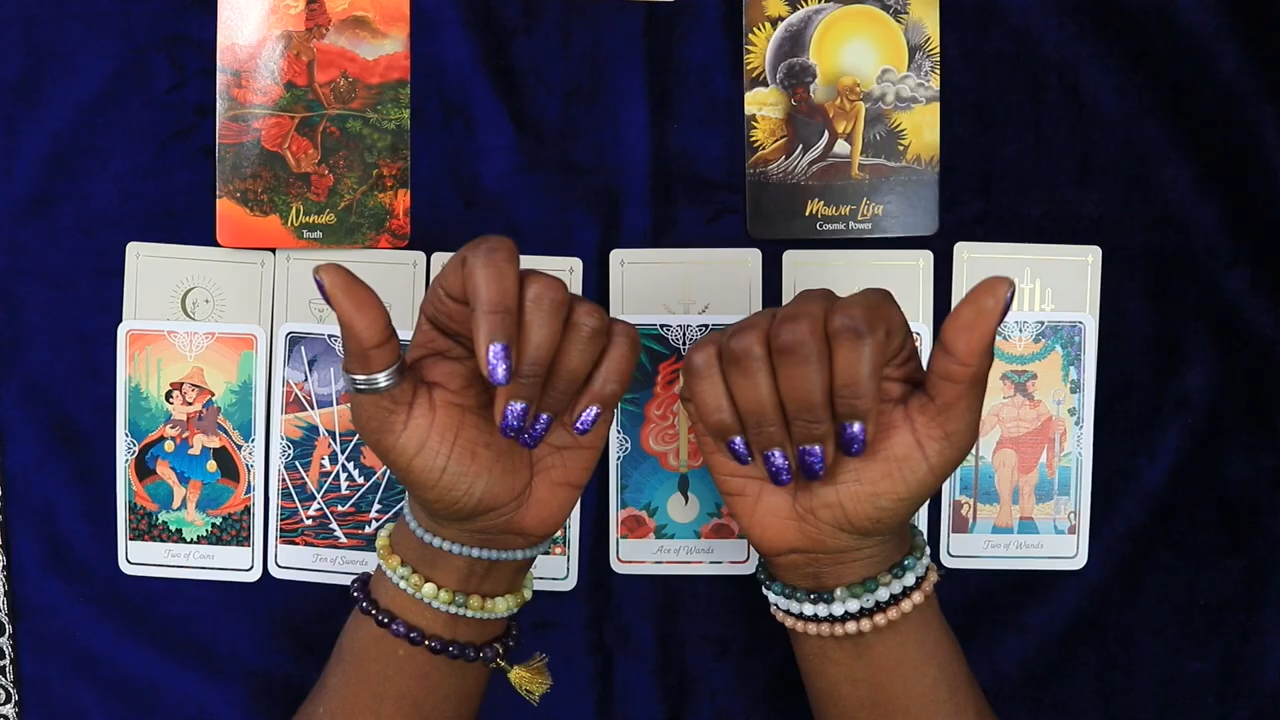 Nunde
Truth
Mawu-Lisa
Cosmic Power
Two of Coins
Ten of Swords
Ace of Wands
Two of Wands